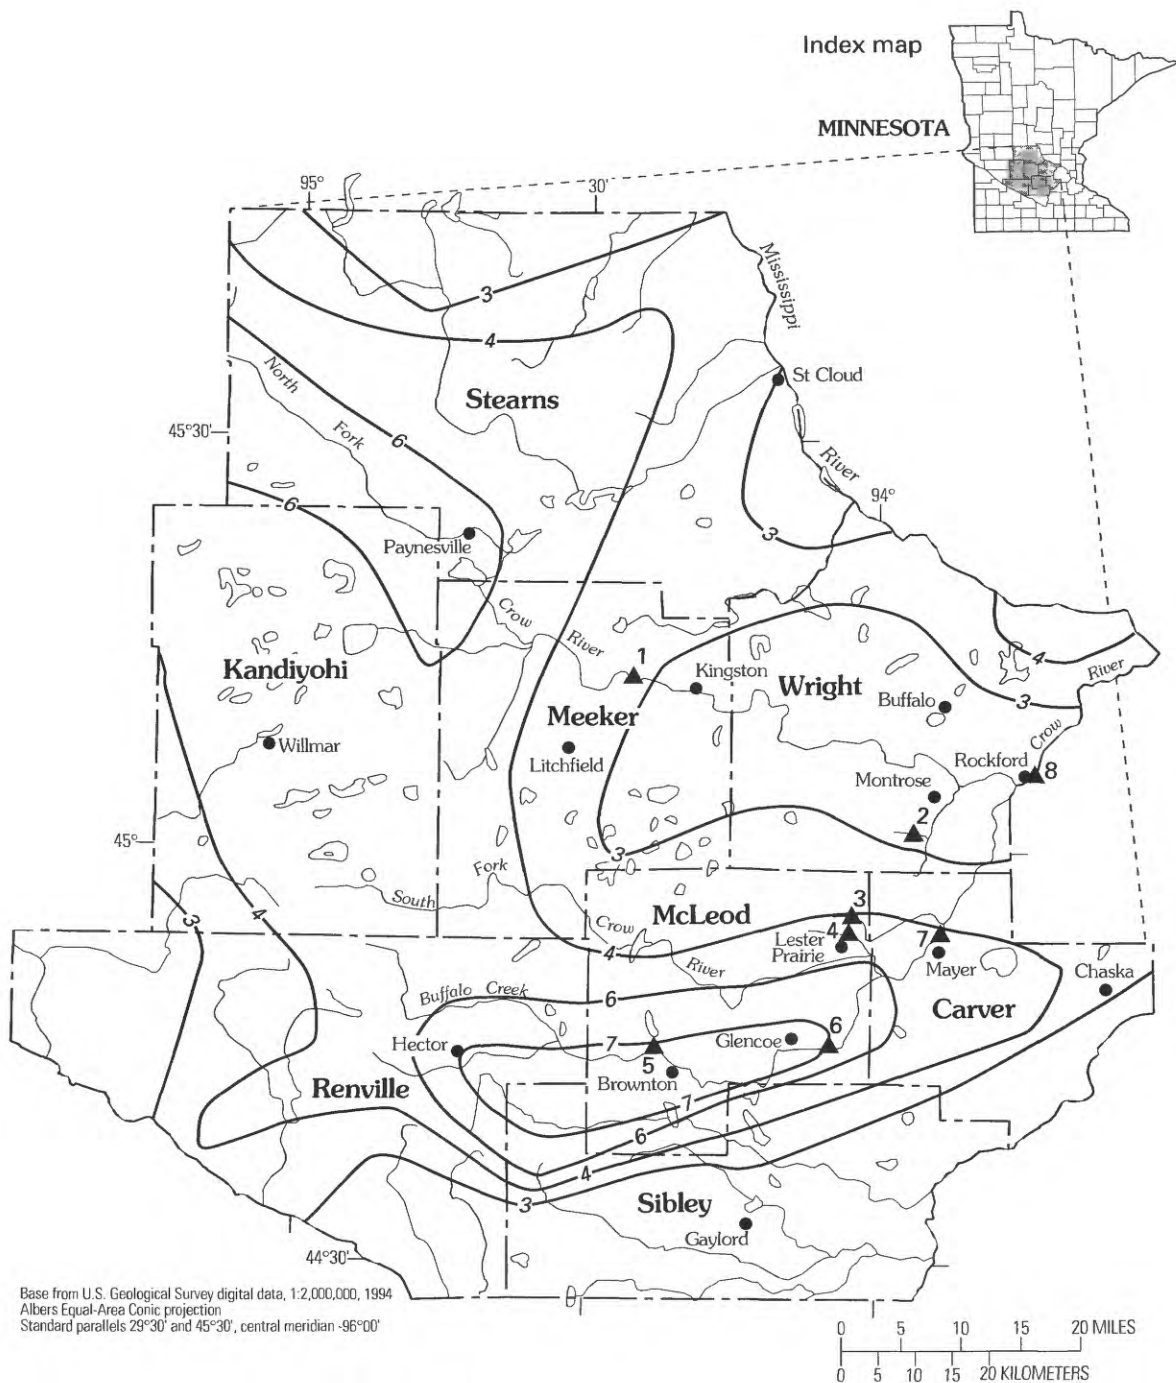 Index map
MINNESOTA
95°
30'
Mississippi
3
4
North
Stearns
St Cloud
6
Fork
45°30'
River
94°
6
3
Paynesville
Crow
River
1
Kingston
4
River
Kandiyohi
Wright
3
Meeker
Buffalo
Crow
Willmar
Litchfield
Rockford
8
Montrose
2
45°
3
Fork
South
3
4
McLeod
3
Crow
4
7
4
Lester
Prairie
Mayer
Chaska
River
Buffalo Creek
6
Carver
6
Hector
7
Glencoe
5
Brownton
Renville
7
6
4
3
Sibley
Gaylord
44°30'
Base from U.S. Geological Survey digital data, 1:2,000,000, 1994
Albers Equal-Area Conic projection
Standard parallels 29°30' and 45°30', central meridian -96°00'
0 5 10 15 20 MILES
0 5 10 15 20 KILOMETERS